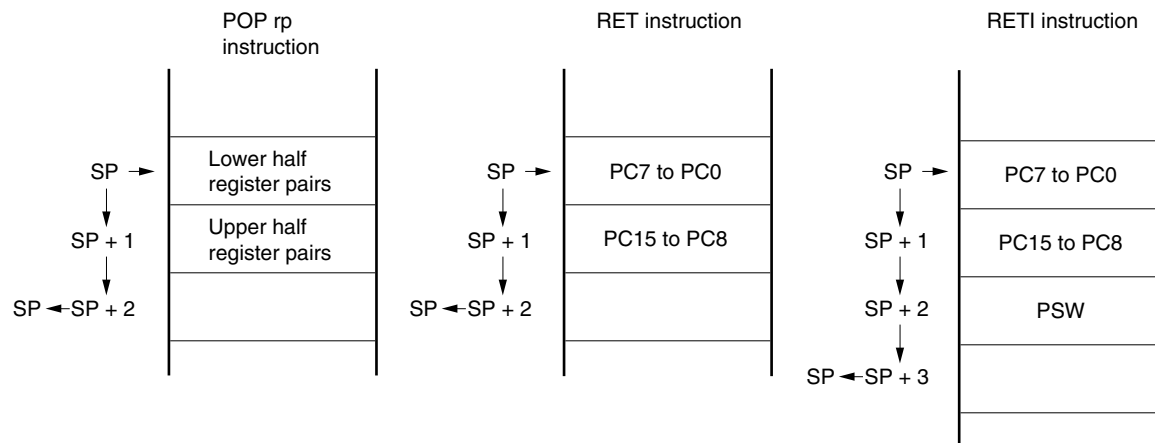 POP rp
instruction
SP
Lower half
register pairs
SP + 1
Upper half
register pairs
SP
SP + 2
RET instruction
SP
PC7 to PC0
SP + 1
PC15 to PC8
SP
SP + 2
RETI instruction
SP
PC7 to PC0
SP + 1
PC15 to PC8
SP + 2
PSW
SP
SP + 3